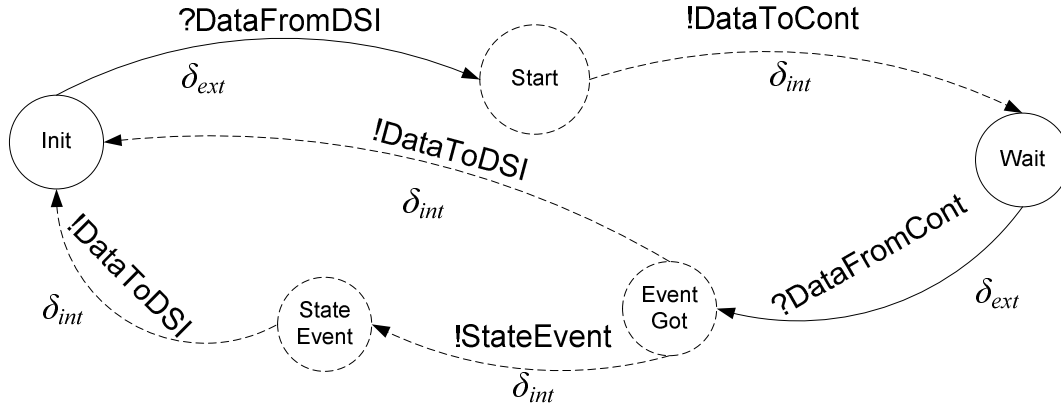 ?DataFromDSI
!DataToCont
δext
Start
δint
Init
!DataToDSI
Wait
δint
!DataToDSI
?DataFromCont
δint
State
Event
!StateEvent
Event
Got
δext
δint